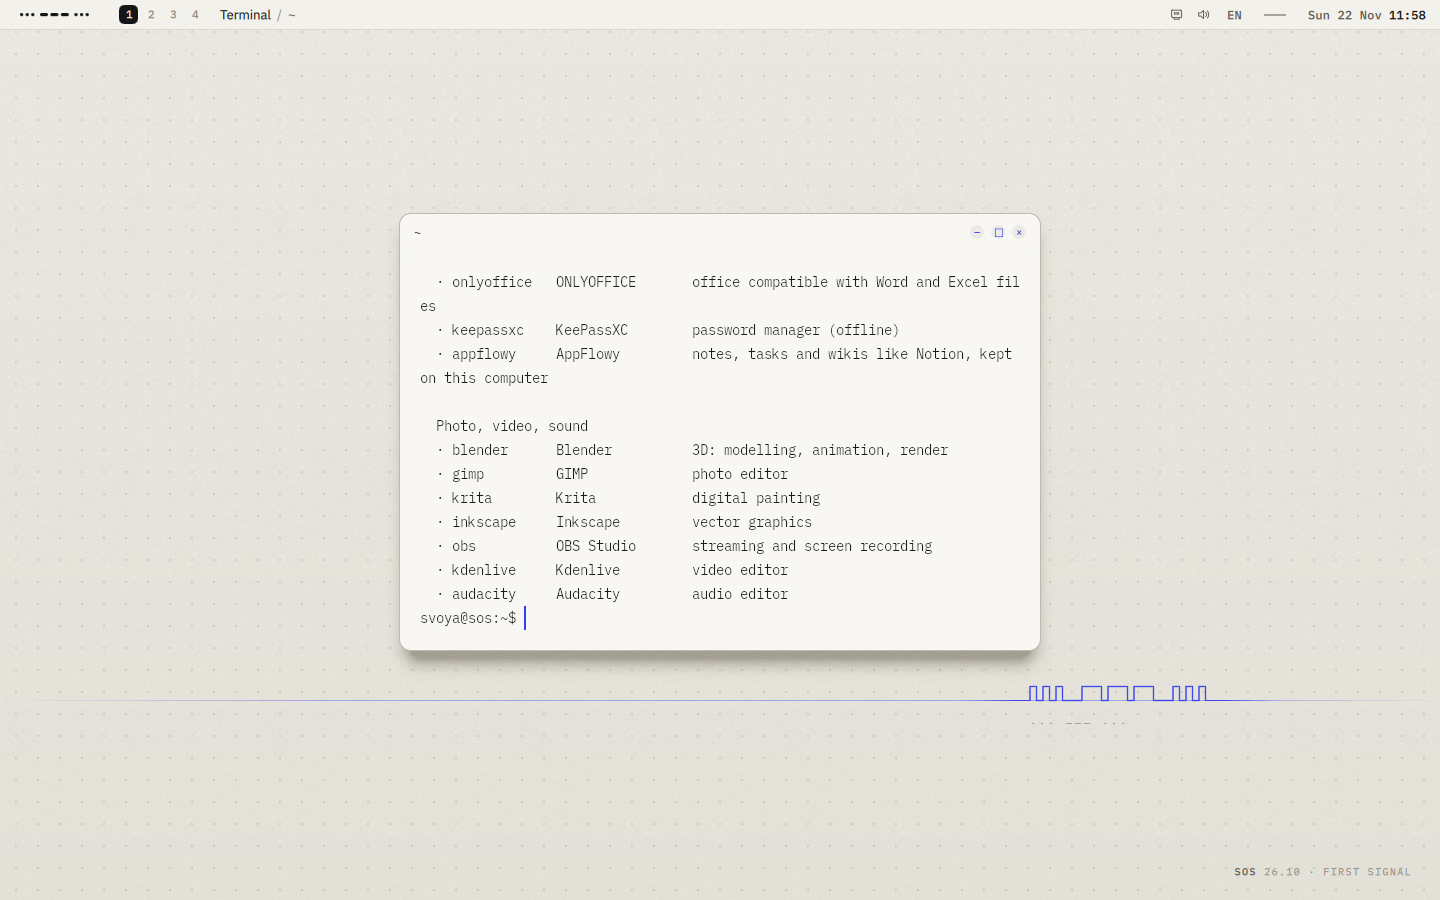 1 2 3 4 Terminal / ~ EN Sun 22 Nov 11:58
~
· onlyoffice ONLYOFFICE office compatible with Word and Excel fil
es
· keepassxc KeePassXC password manager (offline)
· appflowy AppFlowy notes, tasks and wikis like Notion, kept
on this computer
Photo, video, sound
· blender Blender 3D: modelling, animation, render
· gimp GIMP photo editor
· krita Krita digital painting
· inkscape Inkscape vector graphics
· obs OBS Studio streaming and screen recording
· kdenlive Kdenlive video editor
· audacity Audacity audio editor
svoya@sos:~$
SOS 26.10 · FIRST SIGNAL